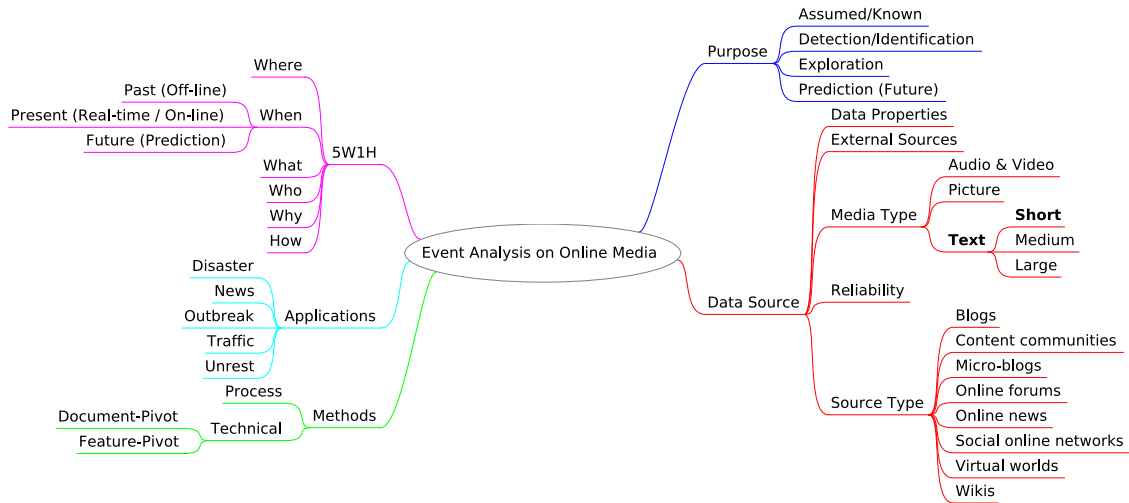 Event Analysis on Online Media
Purpose
Assumed/Known
Detection/Identification
Exploration
Prediction (Future)
Data Source
Data Properties
External Sources
Media Type
Audio & Video
Picture
Text
Short
Medium
Large
Reliability
Source Type
Blogs
Content communities
Micro-blogs
Online forums
Online news
Social online networks
Virtual worlds
Wikis
5W1H
Where
When
Past (Off-line)
Present (Real-time / On-line)
Future (Prediction)
What
Who
Why
How
Applications
Disaster
News
Outbreak
Traffic
Unrest
Methods
Process
Technical
Document-Pivot
Feature-Pivot